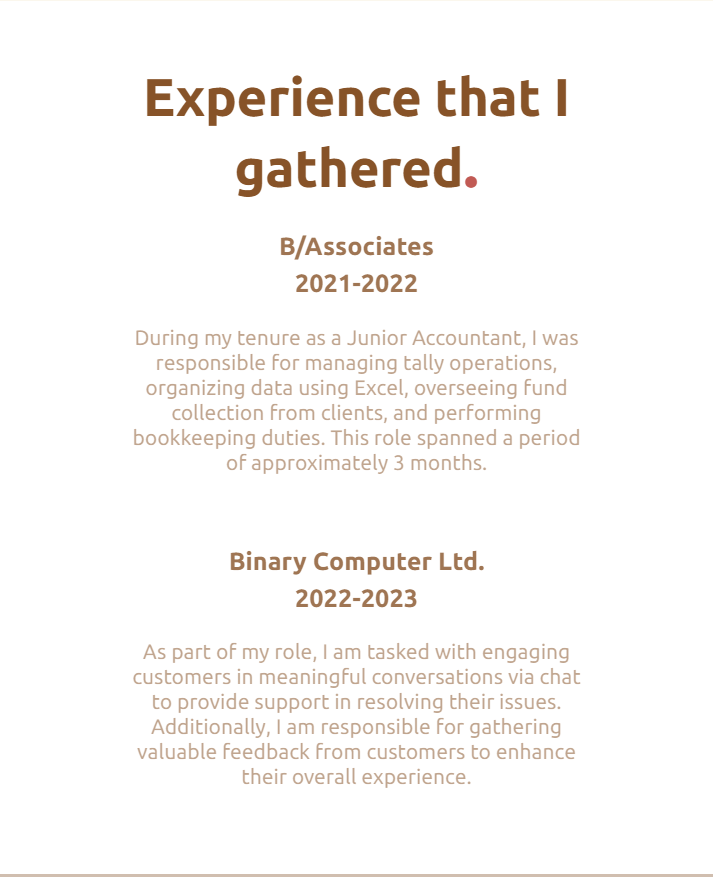 Experience that I
gathered.
B/Associates
2021-2022
During my tenure as a Junior Accountant, I was
responsible for managing tally operations,
organizing data using Excel, overseeing fund
collection from clients, and performing
bookkeeping duties. This role spanned a period
of approximately 3 months.
Binary Computer Ltd.
2022-2023
As part of my role, I am tasked with engaging
customers in meaningful conversations via chat
to provide support in resolving their issues.
Additionally, I am responsible for gathering
valuable feedback from customers to enhance
their overall experience.